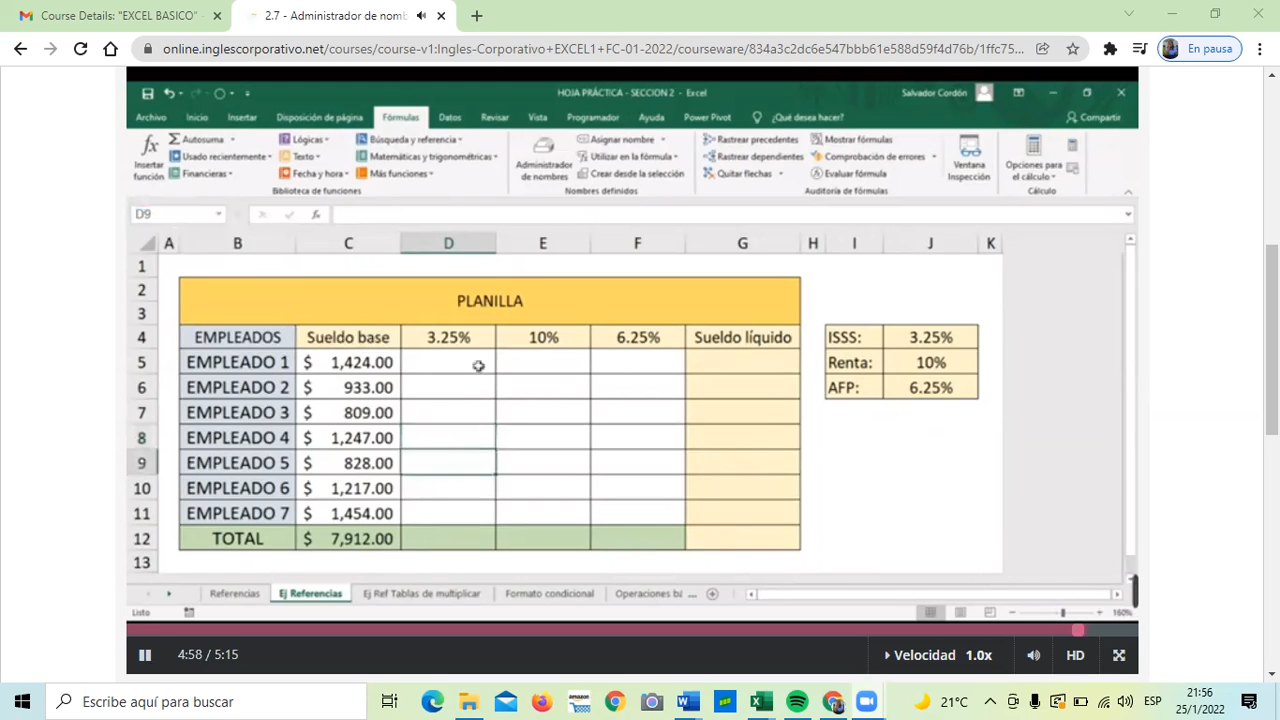 Course Details: "EXCEL BASICO" -
2.7 - Administrador de nomb
online.inglescorporativo.net/courses/course-v1:Ingles-Corporativo+EXCEL1+FC-01-2022/courseware/834a3c2dc6e547bbb61e588d59f4d76b/1ffc75...
En pausa
HOJA PRÁCTICA - SECCION 2 - Excel
Salvador Cordón
Archivo Inicio Insertar Disposición de página Fórmulas Datos Revisar Vista Programador Ayuda Power Pivot ¿Qué desea hacer? Compartir
Insertar función
Autosuma
Usado recientemente
Financieras
Lógicas
Texto
Fecha y hora
Búsqueda y referencia
Matemáticas y trigonométricas
Más funciones
Biblioteca de funciones
Administrador de nombres
Asignar nombre
Utilizar en la fórmula
Crear desde la selección
Nombres definidos
Rastrear precedentes
Rastrear dependientes
Quitar flechas
Mostrar fórmulas
Comprobación de errores
Evaluar fórmula
Auditoría de fórmulas
Ventana Inspección
Opciones para el cálculo
Cálculo
D9
fx
A B C D E F G H I J K
1
2
PLANILLA
3
4 EMPLEADOS Sueldo base 3.25% 10% 6.25% Sueldo líquido ISSS: 3.25%
5 EMPLEADO 1 $ 1,424.00 Renta: 10%
6 EMPLEADO 2 $ 933.00 AFP: 6.25%
7 EMPLEADO 3 $ 809.00
8 EMPLEADO 4 $ 1,247.00
9 EMPLEADO 5 $ 828.00
10 EMPLEADO 6 $ 1,217.00
11 EMPLEADO 7 $ 1,454.00
12 TOTAL $ 7,912.00
13
Referencias Ej Referencias Ej Ref Tablas de multiplicar Formato condicional Operaciones bá ...
Listo
160%
4:58 / 5:15
Velocidad 1.0x
HD
Escribe aquí para buscar
21°C
ESP
21:56
25/1/2022